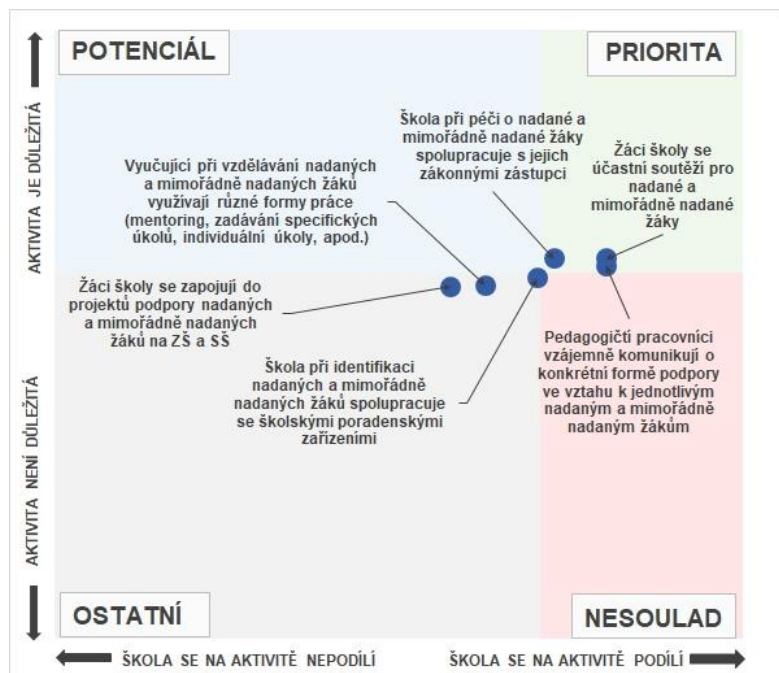 POTENCIÁL
PRIORITA
AKTIVITA JE DŮLEŽITÁ
AKTIVITA NENÍ DŮLEŽITÁ
Škola při péči o nadané a
mimořádně nadané žáky
spolupracuje s jejich
zákonnými zástupci
Žáci školy se
účastní soutěží pro
nadané a
mimořádně nadané
žáky
Vyučující při vzdělávání nadaných
a mimořádně nadaných žáků
využívají různé formy práce
(mentoring, zadávání specifických
úkolů, individuální úkoly, apod.)
Žáci školy se zapojují do
projektů podpory nadaných
a mimořádně nadaných
žáků na ZŠ a SŠ
Škola při identifikaci
nadaných a mimořádně
nadaných žáků spolupracuje
se školskými poradenskými
zařízeními
Pedagogičtí pracovníci
vzájemně komunikují o
konkrétní formě podpory
ve vztahu k jednotlivým
nadaným a mimořádně
nadaným žákům
OSTATNÍ
NESOULAD
ŠKOLA SE NA AKTIVITĚ NEPODÍLÍ
ŠKOLA SE NA AKTIVITĚ PODÍLÍ